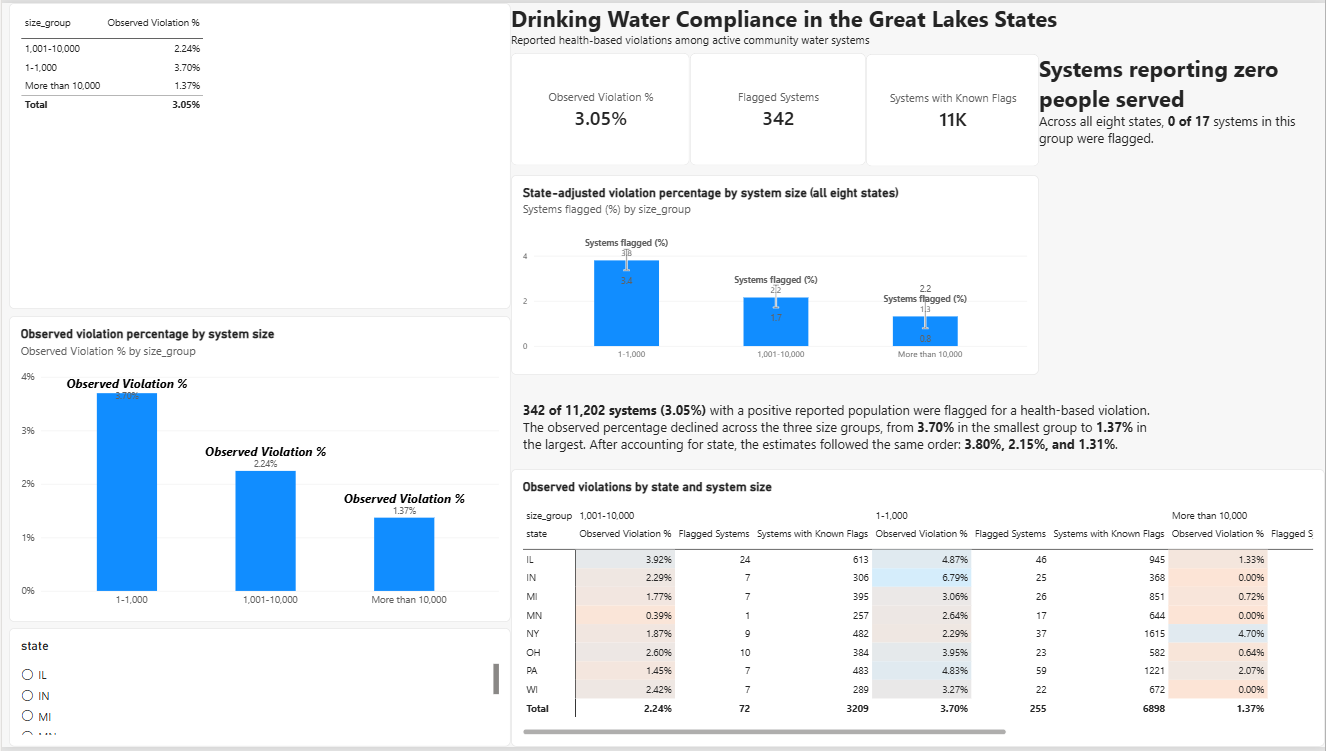 size_group Observed Violation %
1,001-10,000 2.24%
1-1,000 3.70%
More than 10,000 1.37%
Total 3.05%
Drinking Water Compliance in the Great Lakes States
Reported health-based violations among active community water systems
Observed Violation %
3.05%
Flagged Systems
342
Systems with Known Flags
11K
Systems reporting zero
people served
Across all eight states, 0 of 17 systems in this
group were flagged.
State-adjusted violation percentage by system size (all eight states)
Systems flagged (%) by size_group
4
2
0
Systems flagged (%)
3.8
3.4
Systems flagged (%)
2.2
1.7
2.2
Systems flagged (%)
1.3
0.8
1-1,000 1,001-10,000 More than 10,000
Observed violation percentage by system size
Observed Violation % by size_group
4%
3%
2%
1%
0%
Observed Violation %
3.70%
Observed Violation %
2.24%
Observed Violation %
1.37%
1-1,000 1,001-10,000 More than 10,000
342 of 11,202 systems (3.05%) with a positive reported population were flagged for a health-based violation.
The observed percentage declined across the three size groups, from 3.70% in the smallest group to 1.37% in
the largest. After accounting for state, the estimates followed the same order: 3.80%, 2.15%, and 1.31%.
state
IL
IN
MI
Observed violations by state and system size
size_group 1,001-10,000 1-1,000 More than 10,000
state Observed Violation % Flagged Systems Systems with Known Flags Observed Violation % Flagged Systems Systems with Known Flags Observed Violation % Flagged S
IL 3.92% 24 613 4.87% 46 945 1.33%
IN 2.29% 7 306 6.79% 25 368 0.00%
MI 1.77% 7 395 3.06% 26 851 0.72%
MN 0.39% 1 257 2.64% 17 644 0.00%
NY 1.87% 9 482 2.29% 37 1615 4.70%
OH 2.60% 10 384 3.95% 23 582 0.64%
PA 1.45% 7 483 4.83% 59 1221 2.07%
WI 2.42% 7 289 3.27% 22 672 0.00%
Total 2.24% 72 3209 3.70% 255 6898 1.37%